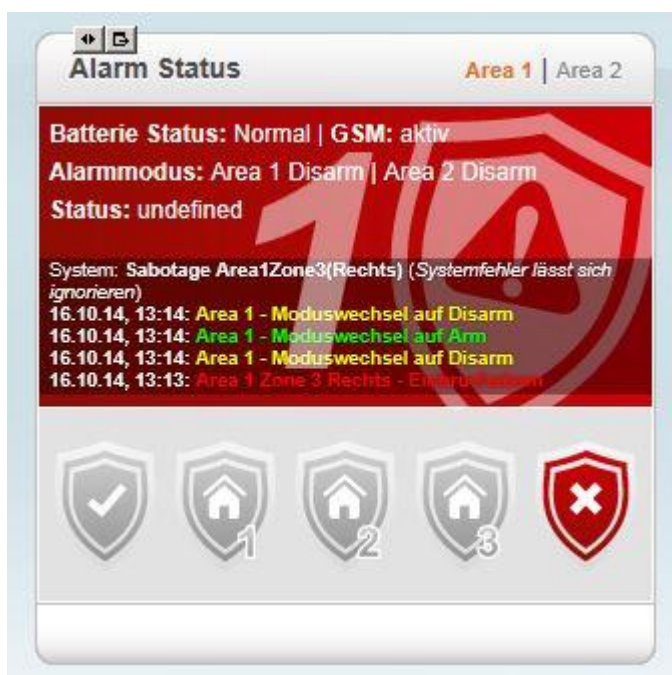 Alarm Status
Area 1 | Area 2
Batterie Status: Normal | GSM: aktiv
Alarmmodus: Area 1 Disarm | Area 2 Disarm
Status: undefined
1
System: Sabotage Area1Zone3(Rechts) (Systemfehler lässt sich
ignorieren)
16.10.14, 13:14: Area 1 - Moduswechsel auf Disarm
16.10.14, 13:14: Area 1 - Moduswechsel auf Arm
16.10.14, 13:14: Area 1 - Moduswechsel auf Disarm
16.10.14, 13:13: Area 1 Zone 3 Rechts -
1
2
3